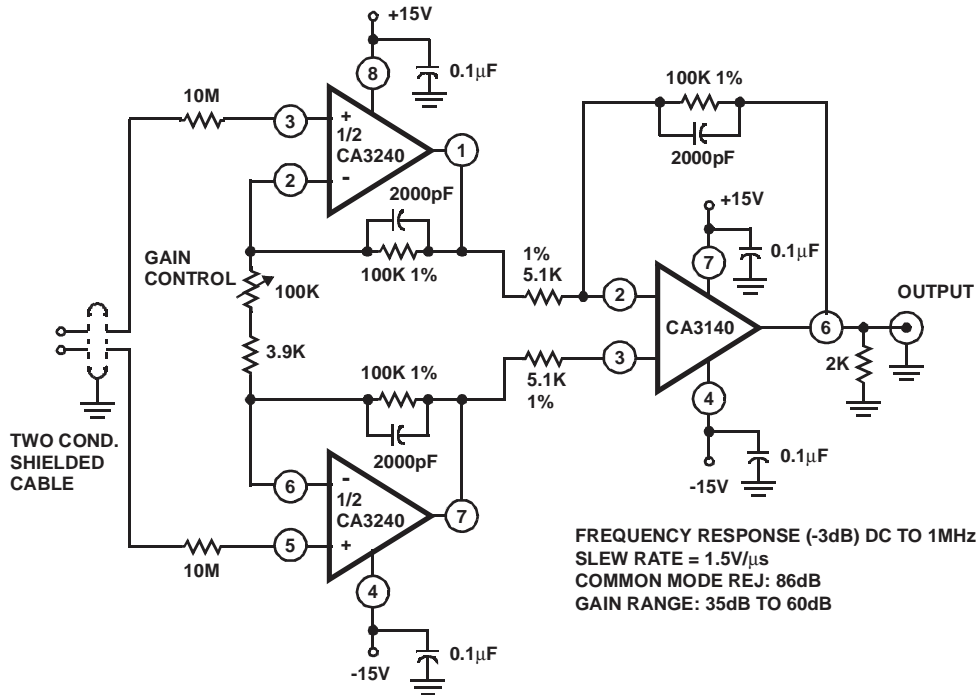 +15V
8
0.1μF
10M
3
+
1/2
CA3240
1
2
-
2000pF
100K 1%
GAIN
CONTROL
100K
3.9K
100K 1%
2000pF
TWO COND.
SHIELDED
CABLE
6
-
1/2
CA3240
7
5
+
10M
4
-15V
0.1μF
100K 1%
2000pF
+15V
7
0.1μF
1%
5.1K
2
CA3140
3
5.1K
1%
6
OUTPUT
2K
4
-15V
0.1μF
FREQUENCY RESPONSE (-3dB) DC TO 1MHz
SLEW RATE = 1.5V/μs
COMMON MODE REJ: 86dB
GAIN RANGE: 35dB TO 60dB